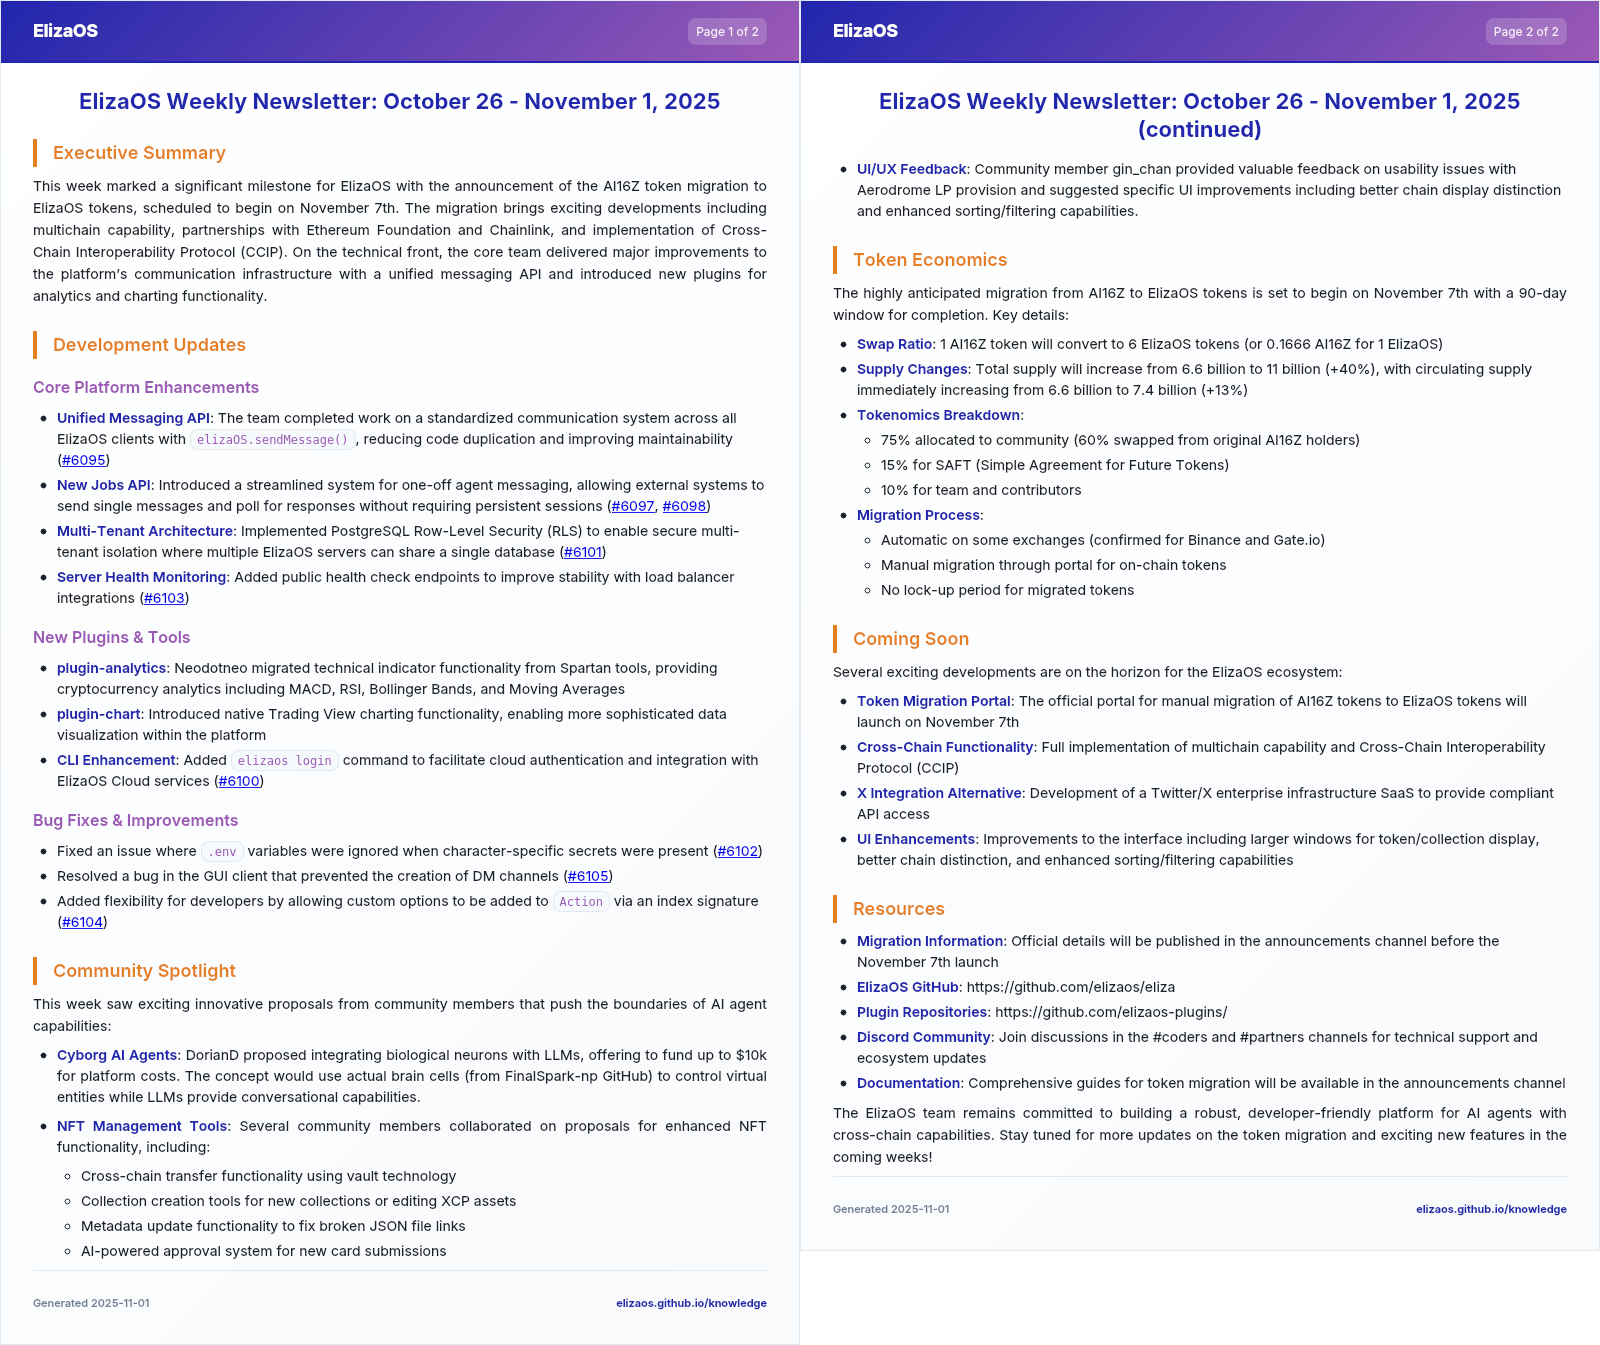 ElizaOS
Page 1 of 2
ElizaOS Weekly Newsletter: October 26 - November 1, 2025
Executive Summary
This week marked a significant milestone for ElizaOS with the announcement of the AI16Z token migration to
ElizaOS tokens, scheduled to begin on November 7th. The migration brings exciting developments including
multichain capability, partnerships with Ethereum Foundation and Chainlink, and implementation of Cross-
Chain Interoperability Protocol (CCIP). On the technical front, the core team delivered major improvements to
the platform's communication infrastructure with a unified messaging API and introduced new plugins for
analytics and charting functionality.
Development Updates
Core Platform Enhancements
• Unified Messaging API: The team completed work on a standardized communication system across all
ElizaOS clients with elizaOS.sendMessage(), reducing code duplication and improving maintainability
(#6095)
• New Jobs API: Introduced a streamlined system for one-off agent messaging, allowing external systems to
send single messages and poll for responses without requiring persistent sessions (#6097, #6098)
• Multi-Tenant Architecture: Implemented PostgreSQL Row-Level Security (RLS) to enable secure multi-
tenant isolation where multiple ElizaOS servers can share a single database (#6101)
• Server Health Monitoring: Added public health check endpoints to improve stability with load balancer
integrations (#6103)
New Plugins & Tools
• plugin-analytics: Neodotneo migrated technical indicator functionality from Spartan tools, providing
cryptocurrency analytics including MACD, RSI, Bollinger Bands, and Moving Averages
• plugin-chart: Introduced native Trading View charting functionality, enabling more sophisticated data
visualization within the platform
• CLI Enhancement: Added elizaos login command to facilitate cloud authentication and integration with
ElizaOS Cloud services (#6100)
Bug Fixes & Improvements
• Fixed an issue where .env variables were ignored when character-specific secrets were present (#6102)
• Resolved a bug in the GUI client that prevented the creation of DM channels (#6105)
• Added flexibility for developers by allowing custom options to be added to Action via an index signature
(#6104)
Community Spotlight
This week saw exciting innovative proposals from community members that push the boundaries of AI agent
capabilities:
• Cyborg AI Agents: DorianD proposed integrating biological neurons with LLMs, offering to fund up to $10k
for platform costs. The concept would use actual brain cells (from FinalSpark-np GitHub) to control virtual
entities while LLMs provide conversational capabilities.
• NFT Management Tools: Several community members collaborated on proposals for enhanced NFT
functionality, including:
◦ Cross-chain transfer functionality using vault technology
◦ Collection creation tools for new collections or editing XCP assets
◦ Metadata update functionality to fix broken JSON file links
◦ AI-powered approval system for new card submissions
Generated 2025-11-01
elizaos.github.io/knowledge
ElizaOS
Page 2 of 2
ElizaOS Weekly Newsletter: October 26 - November 1, 2025
(continued)
• UI/UX Feedback: Community member gin_chan provided valuable feedback on usability issues with
Aerodrome LP provision and suggested specific UI improvements including better chain display distinction
and enhanced sorting/filtering capabilities.
Token Economics
The highly anticipated migration from AI16Z to ElizaOS tokens is set to begin on November 7th with a 90-day
window for completion. Key details:
• Swap Ratio: 1 AI16Z token will convert to 6 ElizaOS tokens (or 0.1666 AI16Z for 1 ElizaOS)
• Supply Changes: Total supply will increase from 6.6 billion to 11 billion (+40%), with circulating supply
immediately increasing from 6.6 billion to 7.4 billion (+13%)
• Tokenomics Breakdown:
◦ 75% allocated to community (60% swapped from original AI16Z holders)
◦ 15% for SAFT (Simple Agreement for Future Tokens)
◦ 10% for team and contributors
• Migration Process:
◦ Automatic on some exchanges (confirmed for Binance and Gate.io)
◦ Manual migration through portal for on-chain tokens
◦ No lock-up period for migrated tokens
Coming Soon
Several exciting developments are on the horizon for the ElizaOS ecosystem:
• Token Migration Portal: The official portal for manual migration of AI16Z tokens to ElizaOS tokens will
launch on November 7th
• Cross-Chain Functionality: Full implementation of multichain capability and Cross-Chain Interoperability
Protocol (CCIP)
• X Integration Alternative: Development of a Twitter/X enterprise infrastructure SaaS to provide compliant
API access
• UI Enhancements: Improvements to the interface including larger windows for token/collection display,
better chain distinction, and enhanced sorting/filtering capabilities
Resources
• Migration Information: Official details will be published in the announcements channel before the
November 7th launch
• ElizaOS GitHub: https://github.com/elizaos/eliza
• Plugin Repositories: https://github.com/elizaos-plugins/
• Discord Community: Join discussions in the #coders and #partners channels for technical support and
ecosystem updates
• Documentation: Comprehensive guides for token migration will be available in the announcements channel
The ElizaOS team remains committed to building a robust, developer-friendly platform for AI agents with
cross-chain capabilities. Stay tuned for more updates on the token migration and exciting new features in the
coming weeks!
Generated 2025-11-01
elizaos.github.io/knowledge